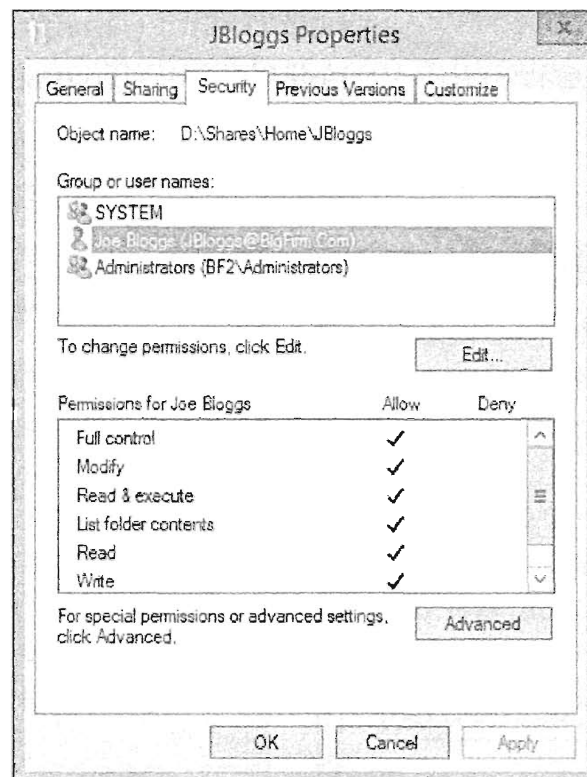 JBloggs Properties
General Sharing Security Previous Versions Customize
Object name: D:\Shares\Home\JBloggs
Group or user names:
SYSTEM
Joe Bloggs (JBloggs@BigFirm.Com)
Administrators (BF2\Administrators)
To change permissions, click Edit.
Edit...
Permissions for Joe Bloggs Allow Deny
Full control
Modify
Read & execute
List folder contents
Read
Write
For special permissions or advanced settings, click Advanced.
Advanced
OK Cancel Apply